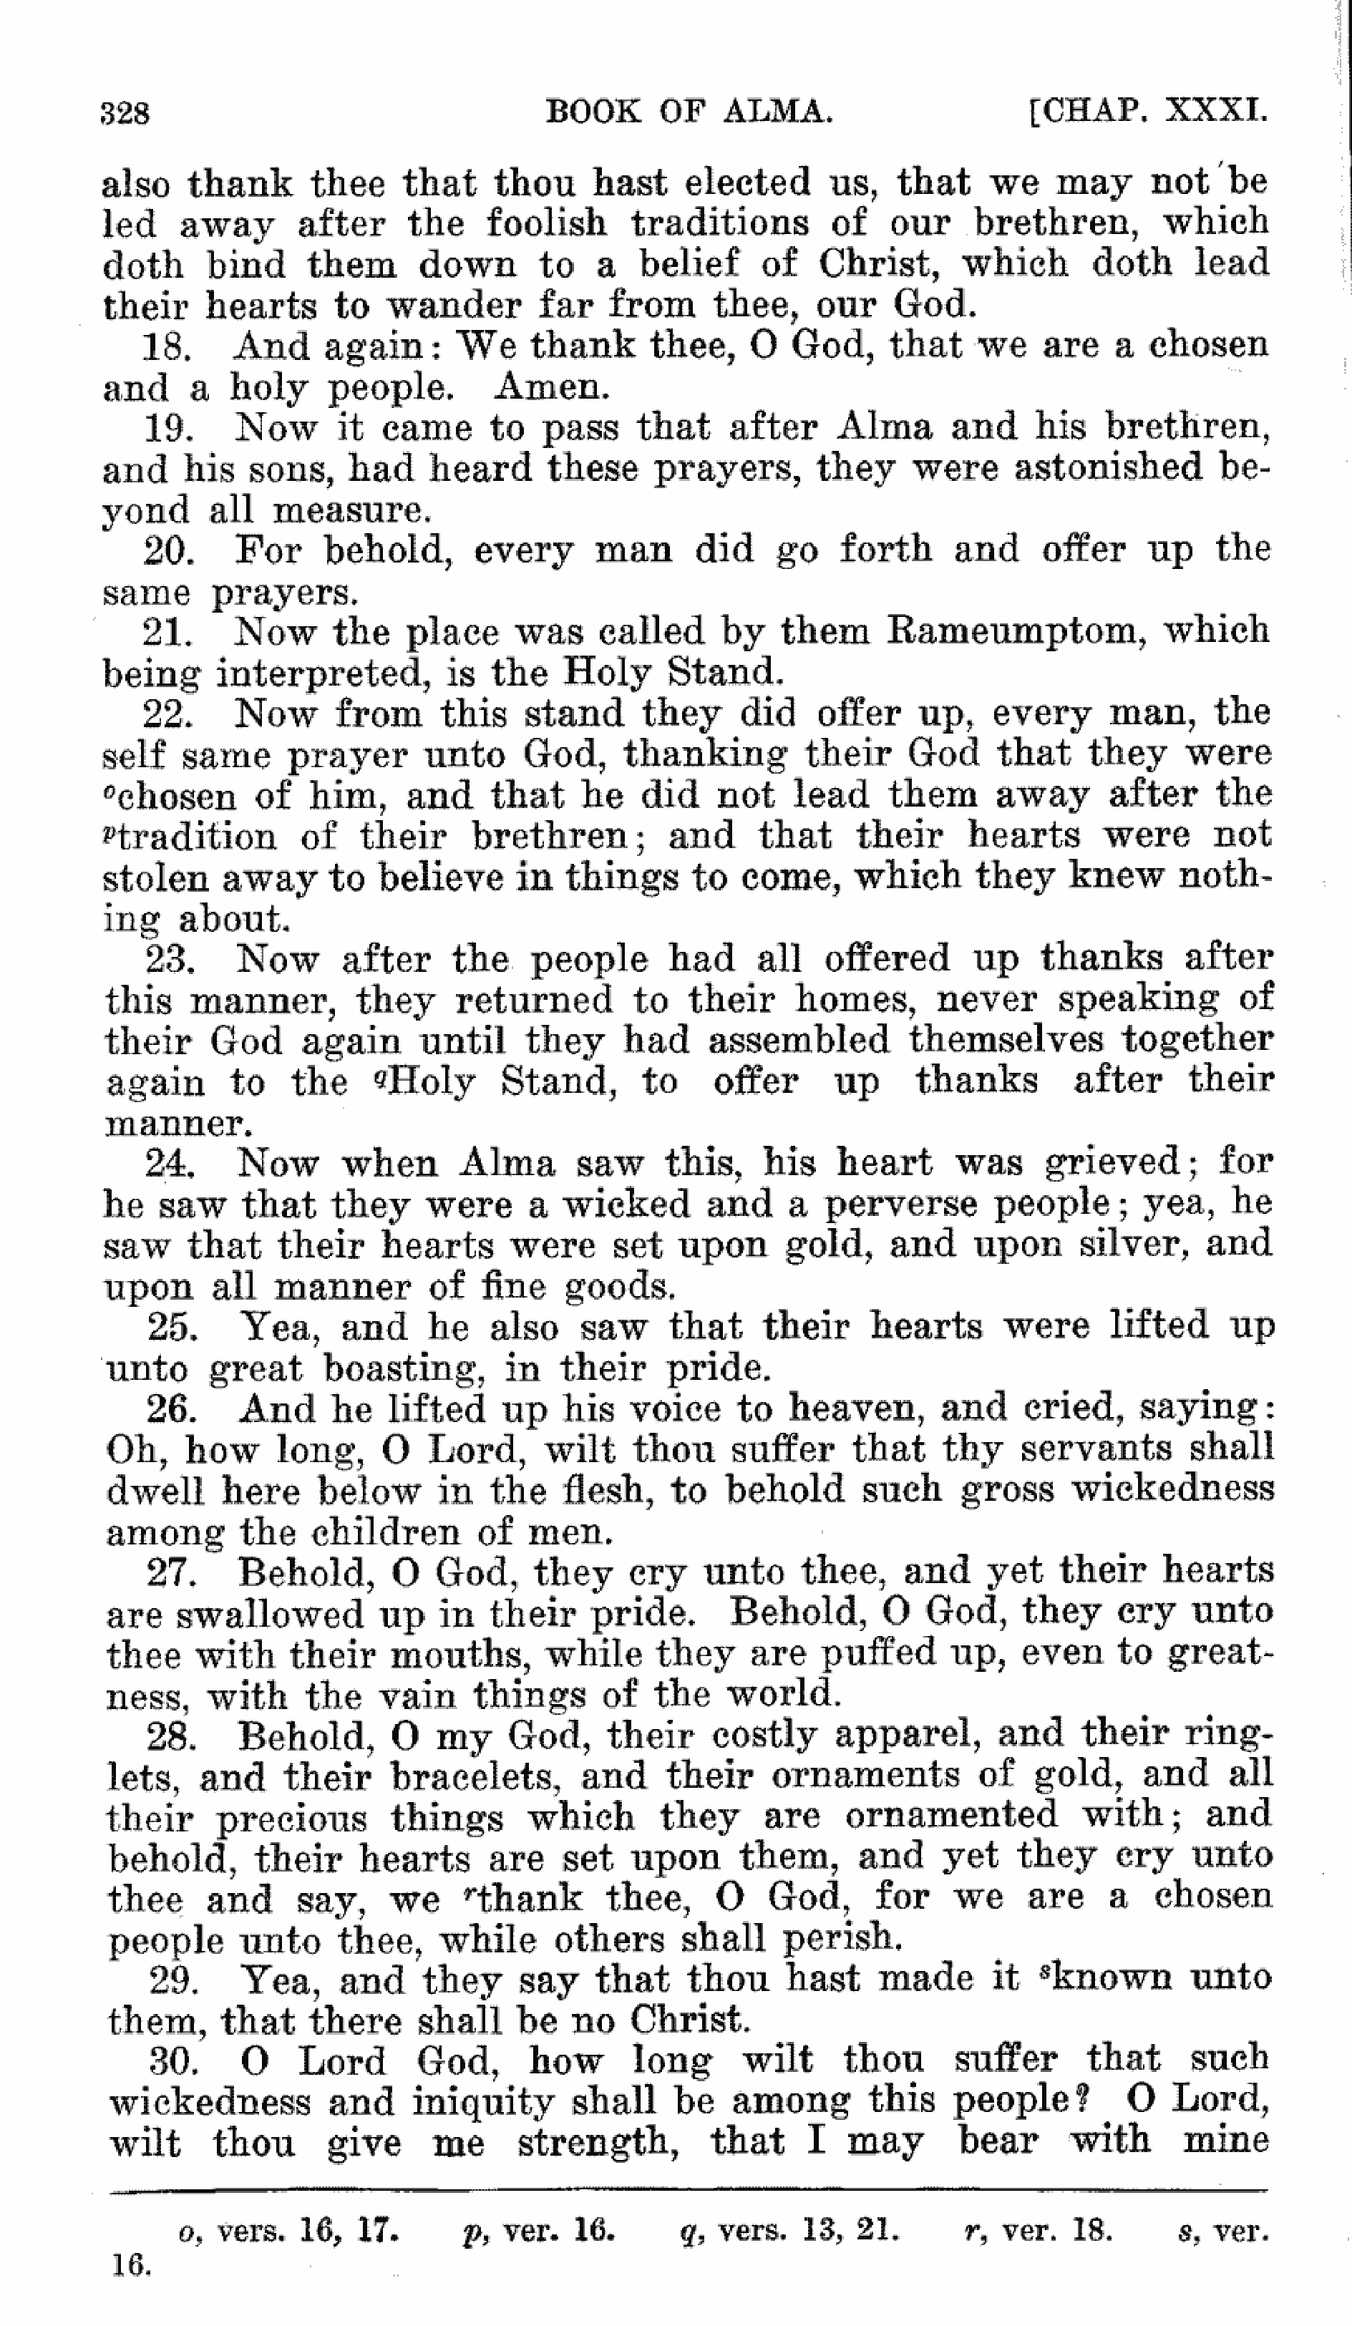 328 BOOK OF ALMA. [CHAP. XXXI.
also thank thee that thou hast elected us, that we may not be
led away after the foolish traditions of our brethren, which
doth bind them down to a belief of Christ, which doth lead
their hearts to wander far from thee, our God.
18. And again: We thank thee, O God, that we are a chosen
and a holy people. Amen.
19. Now it came to pass that after Alma and his brethren,
and his sons, had heard these prayers, they were astonished be-
yond all measure.
20. For behold, every man did go forth and offer up the
same prayers.
21. Now the place was called by them Rameumptom, which
being interpreted, is the Holy Stand.
22. Now from this stand they did offer up, every man, the
self same prayer unto God, thanking their God that they were
ochosen of him, and that he did not lead them away after the
ptradition of their brethren; and that their hearts were not
stolen away to believe in things to come, which they knew noth-
ing about.
23. Now after the people had all offered up thanks after
this manner, they returned to their homes, never speaking of
their God again until they had assembled themselves together
again to the qHoly Stand, to offer up thanks after their
manner.
24. Now when Alma saw this, his heart was grieved; for
he saw that they were a wicked and a perverse people; yea, he
saw that their hearts were set upon gold, and upon silver, and
upon all manner of fine goods.
25. Yea, and he also saw that their hearts were lifted up
unto great boasting, in their pride.
26. And he lifted up his voice to heaven, and cried, saying:
Oh, how long, O Lord, wilt thou suffer that thy servants shall
dwell here below in the flesh, to behold such gross wickedness
among the children of men.
27. Behold, O God, they cry unto thee, and yet their hearts
are swallowed up in their pride. Behold, O God, they cry unto
thee with their mouths, while they are puffed up, even to great-
ness, with the vain things of the world.
28. Behold, O my God, their costly apparel, and their ring-
lets, and their bracelets, and their ornaments of gold, and all
their precious things which they are ornamented with; and
behold, their hearts are set upon them, and yet they cry unto
thee and say, we rthank thee, O God, for we are a chosen
people unto thee, while others shall perish.
29. Yea, and they say that thou hast made it sknown unto
them, that there shall be no Christ.
30. O Lord God, how long wilt thou suffer that such
wickedness and iniquity shall be among this people? O Lord,
wilt thou give me strength, that I may bear with mine
o, vers. 16, 17. p, ver. 16. q, vers. 13, 21. r, ver. 18. s, ver.
16.